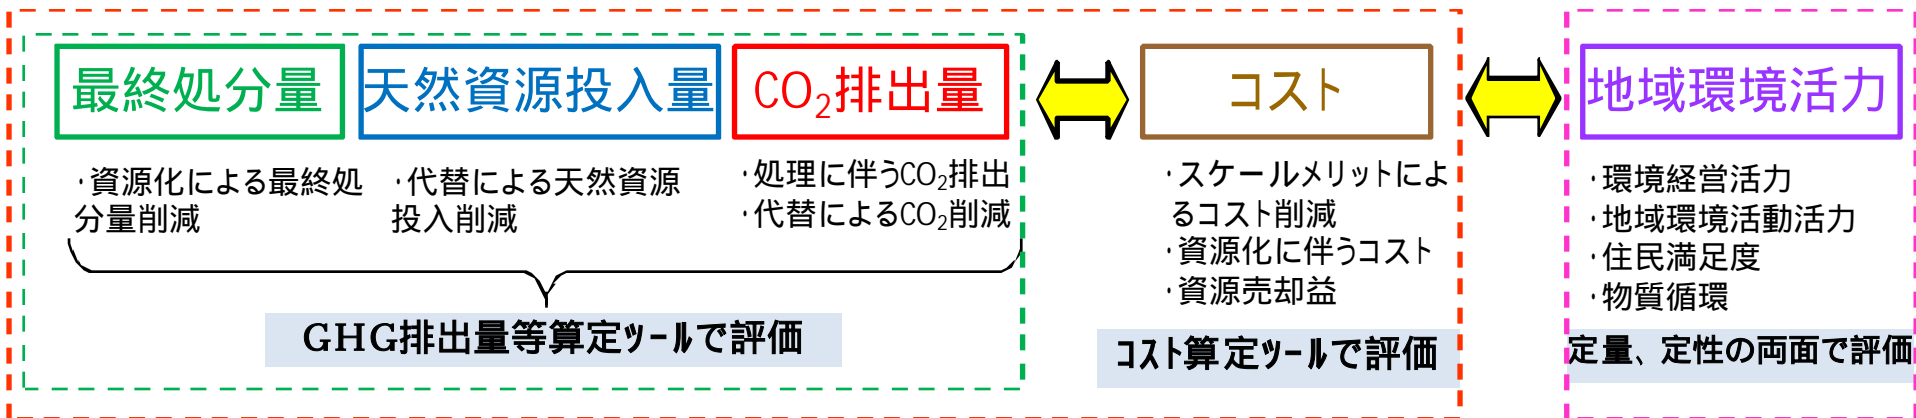 最終処分量
天然資源投入量
CO₂排出量
コスト
地域環境活力
・資源化による最終処
分量削減
・代替による天然資源
投入削減
・処理に伴うCO₂排出
・代替によるCO₂削減
・スケールメリットによ
るコスト削減
・資源化に伴うコスト
・資源売却益
・環境経営活力
・地域環境活動活力
・住民満足度
・物質循環
GHG排出量等算定ツールで評価
コスト算定ツールで評価
定量、定性の両面で評価